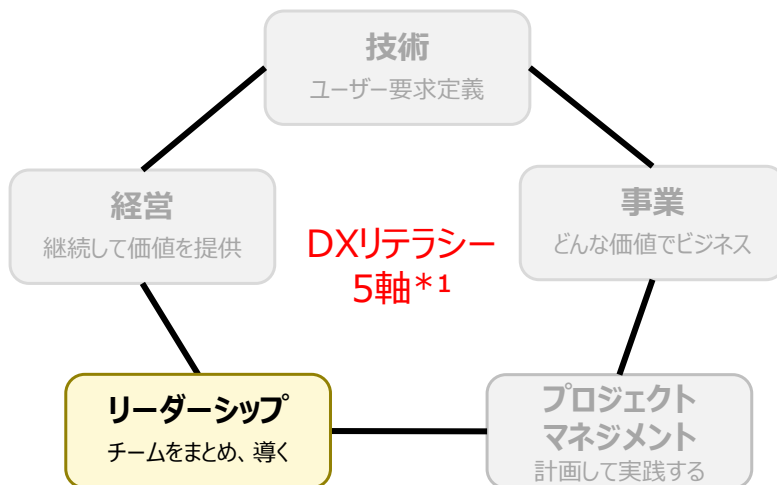 技術
ユーザー要求定義
経営
継続して価値を提供
事業
どんな価値でビジネス
DXリテラシー
5軸*1
リーダーシップ
チームをまとめ、導く
プロジェクト
マネジメント
計画して実践する